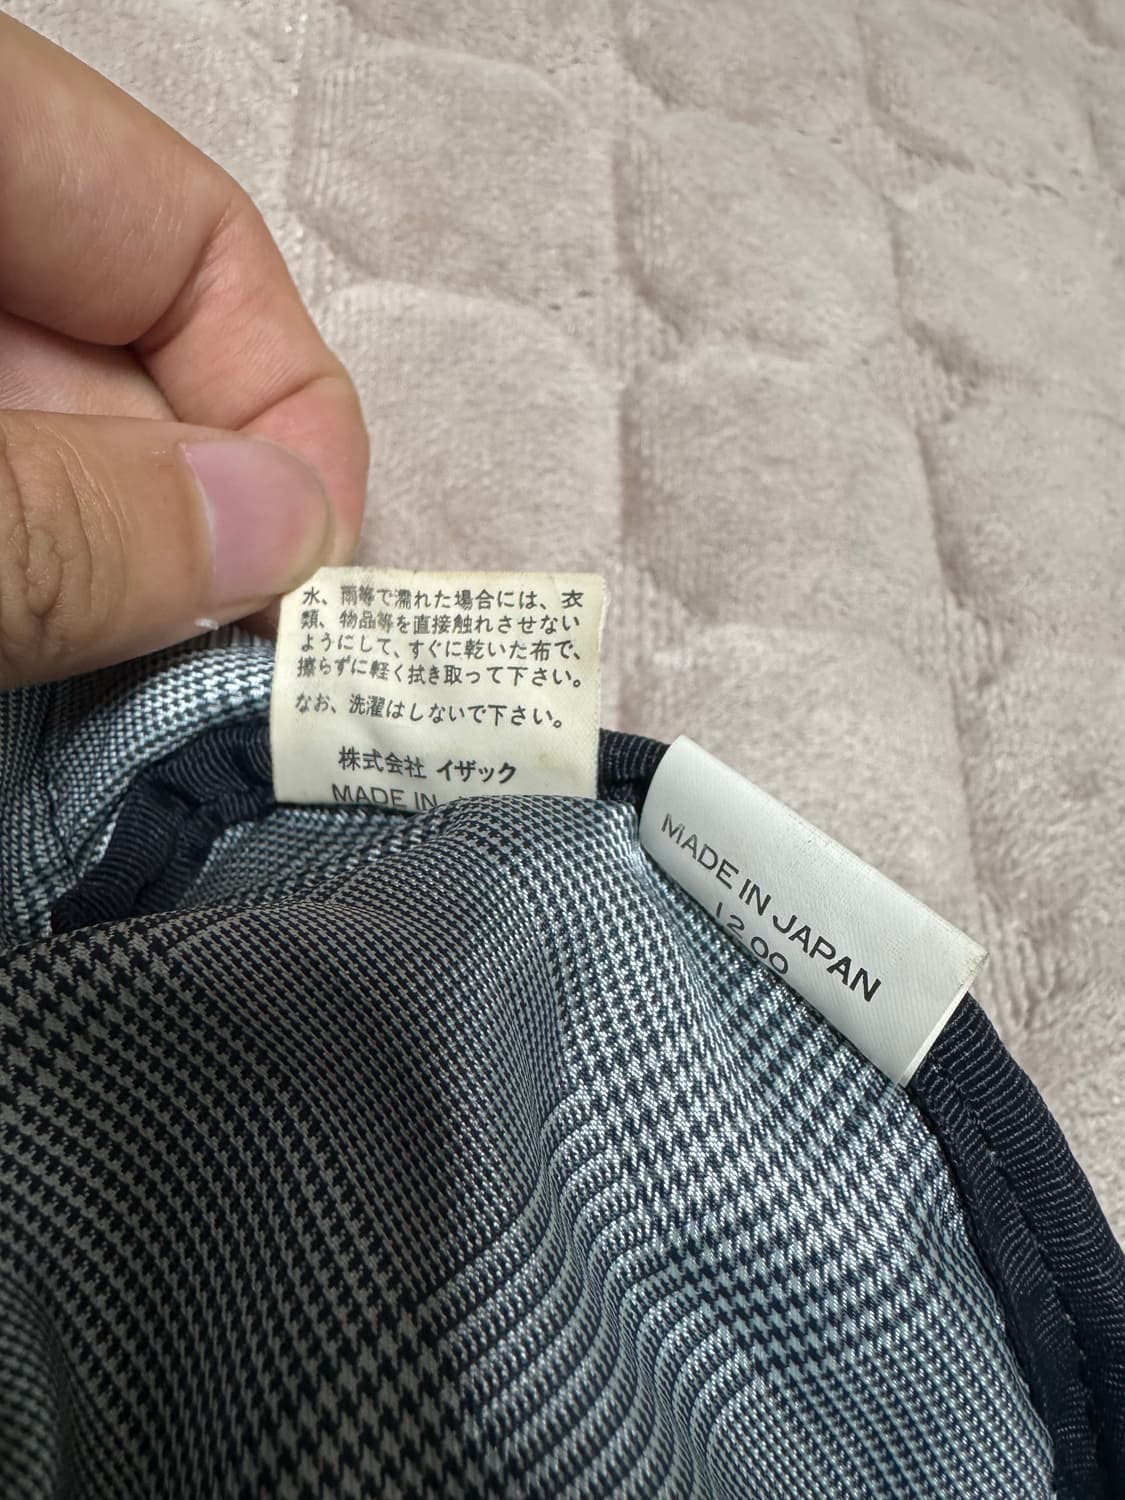 水、雨等で濡れた場合には、衣
類、物品等を直接触れさせない
ようにして、すぐに乾いた布で、
擦らずに軽く拭き取って下さい。
なお、洗濯はしないで下さい。
株式会社 イザック
MADE IN
MADE IN JAPAN
1200